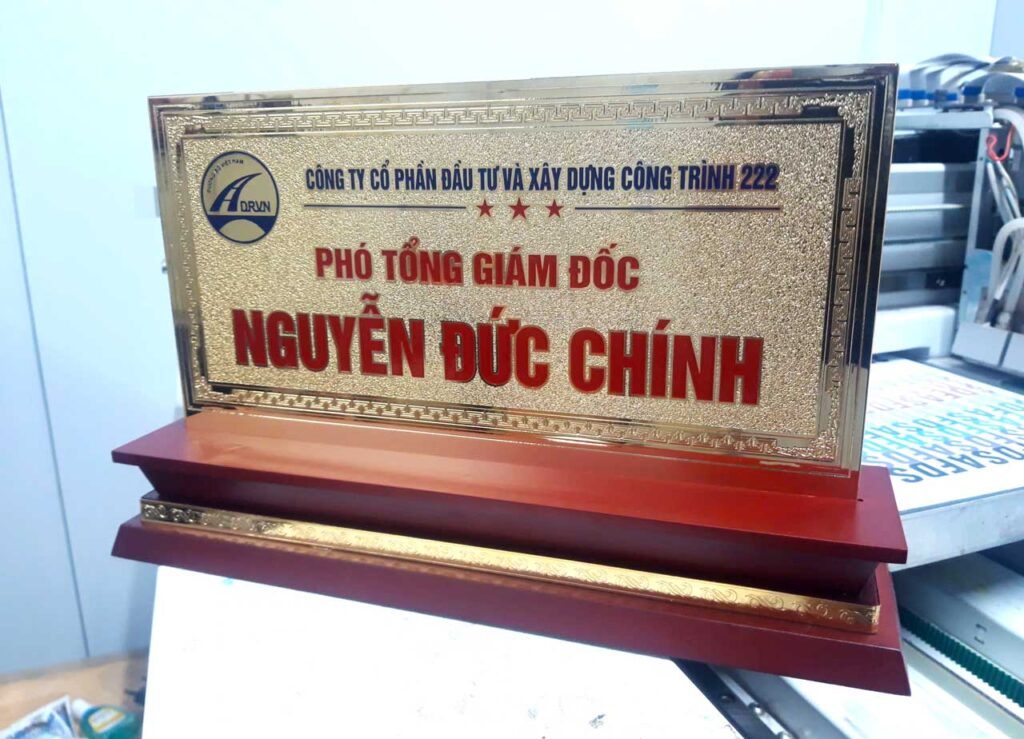 CÔNG TY CỔ PHẦN ĐẦU TƯ VÀ XÂY DỰNG CÔNG TRÌNH 222
ADRVN
PHÓ TỔNG GIÁM ĐỐC
NGUYỄN ĐỨC CHÍNH